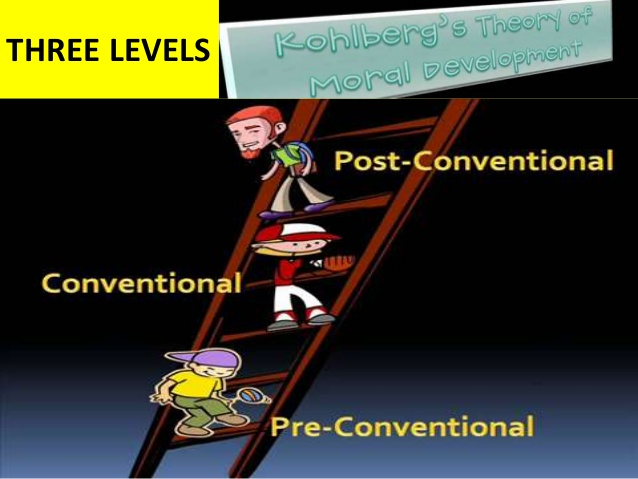 THREE LEVELS
Kohlberg's Theory of
Moral Development
Post-Conventional
Conventional
Pre-Conventional